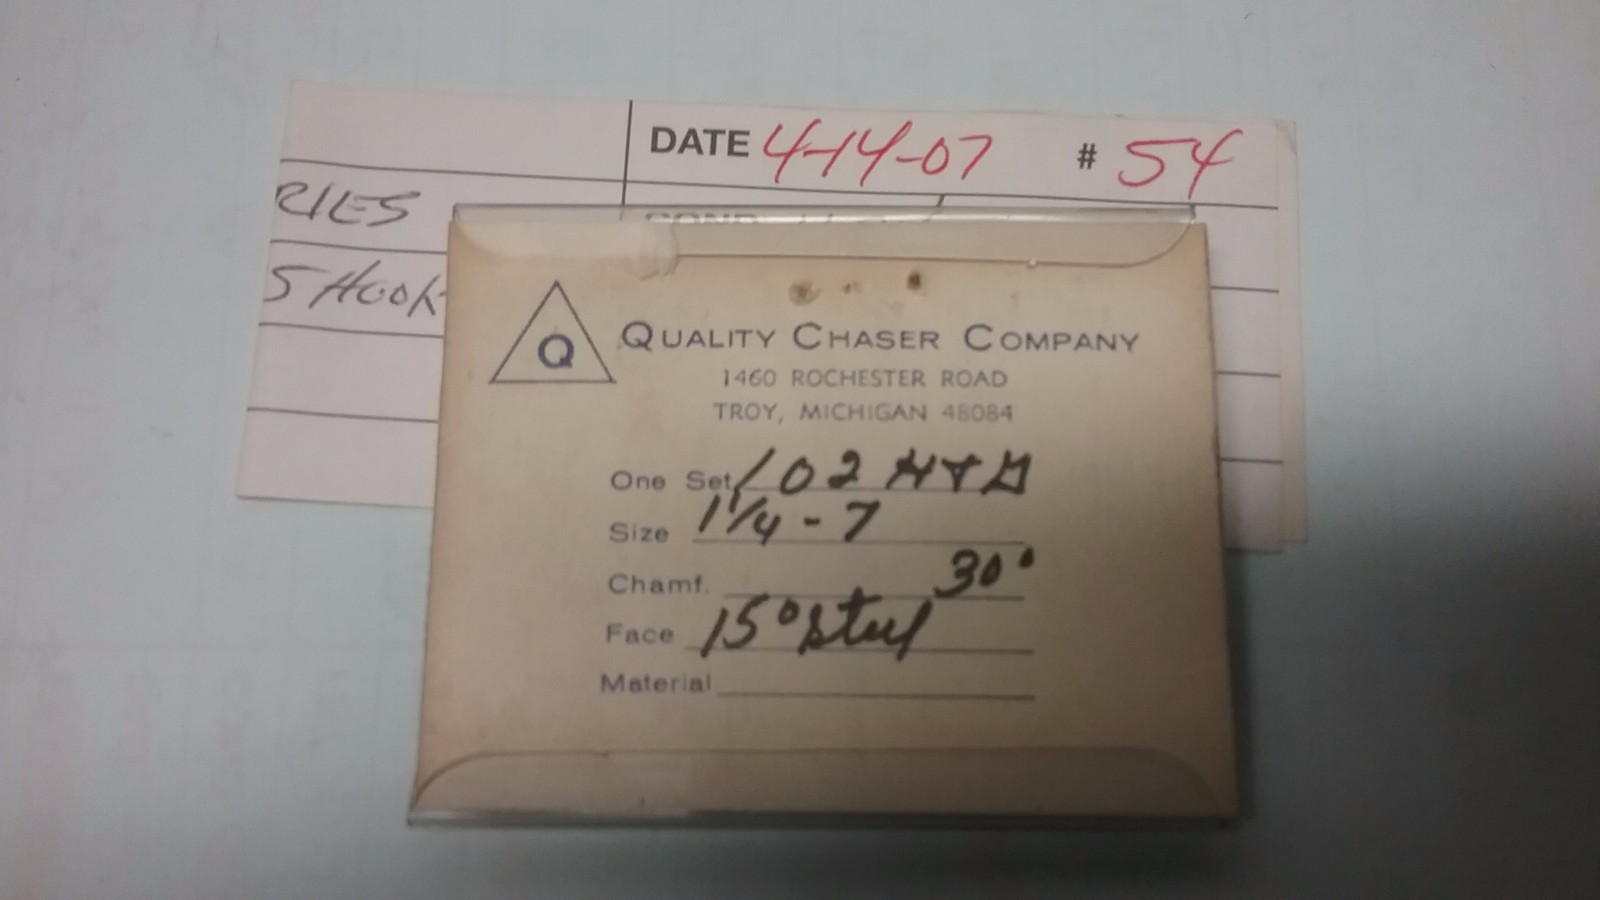 DATE 4-14-07 # 54
RIES
S HOOK
Q
QUALITY CHASER COMPANY
1460 ROCHESTER ROAD
TROY, MICHIGAN 48084
One Set 102 H&G
Size 1 1/4 - 7
Chamf. 30°
Face 15° Steel
Material